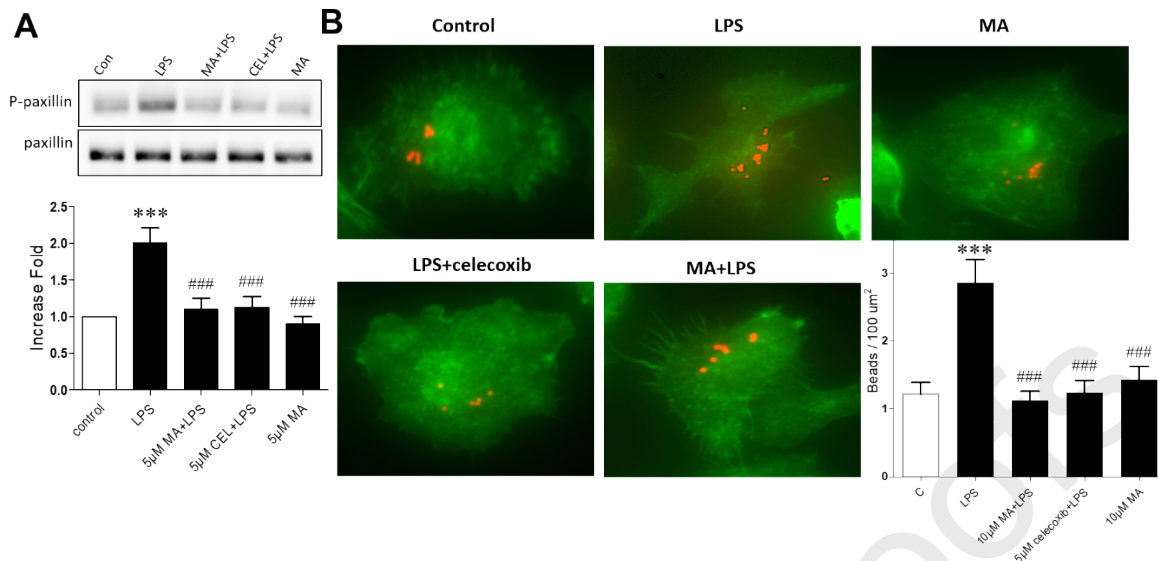 A
Con
LPS
MA+LPS
CEL+LPS
MA
P-paxillin
paxillin
Increase Fold
2.5
2.0
1.5
1.0
0.5
0.0
***
###
###
###
control
LPS
5µM MA+LPS
5µM CEL+LPS
5µM MA
B
Control
LPS
MA
LPS+celecoxib
MA+LPS
Beads / 100 um²
3
2
1
0
***
###
###
###
C
LPS
10µM MA+LPS
5µM celecoxib+LPS
10µM MA